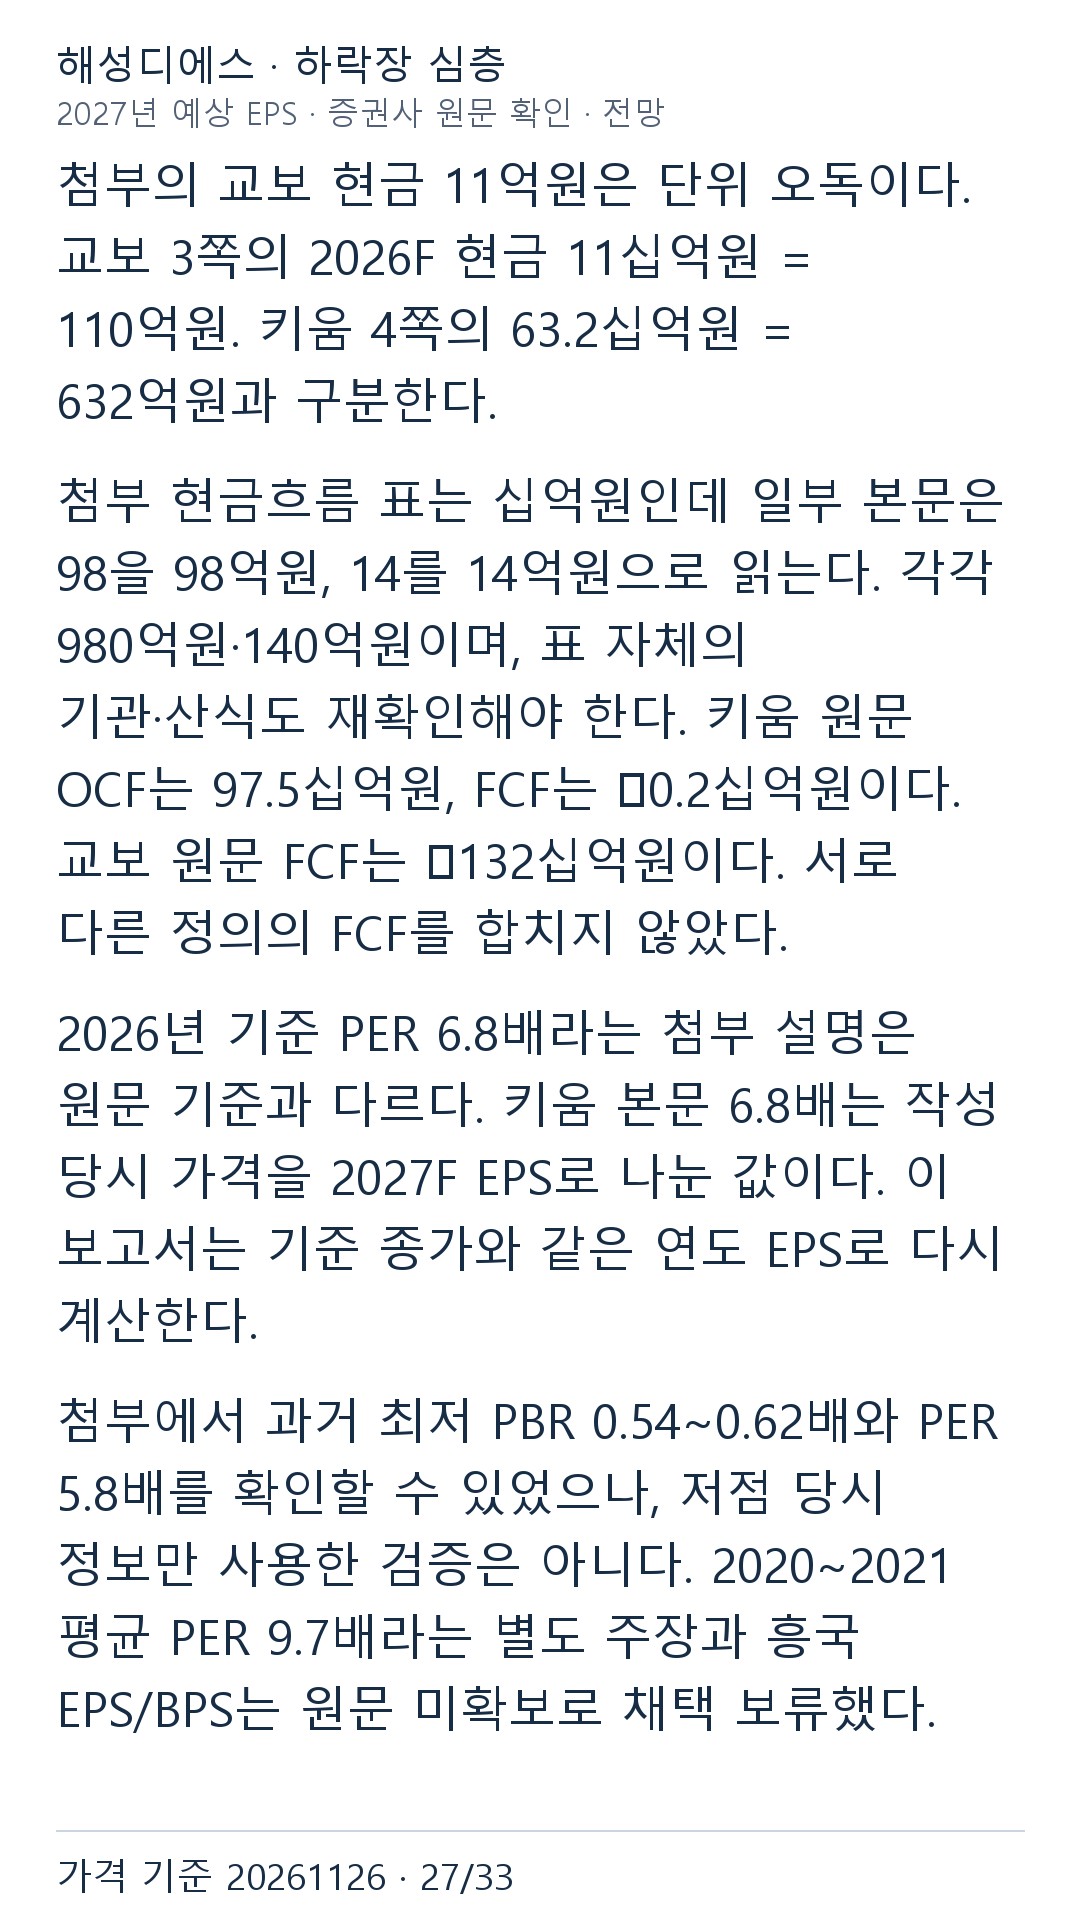 해성디에스 · 하락장 심층
2027년 예상 EPS · 증권사 원문 확인 · 전망
첨부의 교보 현금 11억원은 단위 오독이다.
교보 3쪽의 2026F 현금 11십억원 =
110억원. 키움 4쪽의 63.2십억원 =
632억원과 구분한다.
첨부 현금흐름 표는 십억원인데 일부 본문은
98을 98억원, 14를 14억원으로 읽는다. 각각
980억원·140억원이며, 표 자체의
기관·산식도 재확인해야 한다. 키움 원문
OCF는 97.5십억원, FCF는 □0.2십억원이다.
교보 원문 FCF는 □132십억원이다. 서로
다른 정의의 FCF를 합치지 않았다.
2026년 기준 PER 6.8배라는 첨부 설명은
원문 기준과 다르다. 키움 본문 6.8배는 작성
당시 가격을 2027F EPS로 나눈 값이다. 이
보고서는 기준 종가와 같은 연도 EPS로 다시
계산한다.
첨부에서 과거 최저 PBR 0.54~0.62배와 PER
5.8배를 확인할 수 있었으나, 저점 당시
정보만 사용한 검증은 아니다. 2020~2021
평균 PER 9.7배라는 별도 주장과 흥국
EPS/BPS는 원문 미확보로 채택 보류했다.
가격 기준 20261126 · 27/33